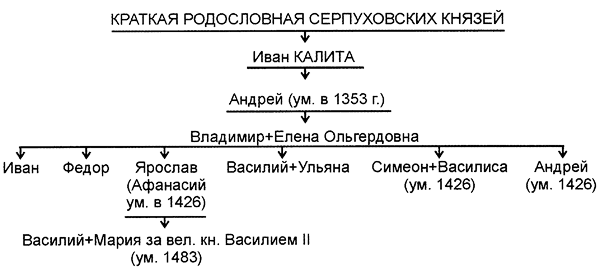 КРАТКАЯ РОДОСЛОВНАЯ СЕРПУХОВСКИХ КНЯЗЕЙ
Иван КАЛИТА
Андрей (ум. в 1353 г.)
Владимир+Елена Ольгердовна
Иван Федор Ярослав Василий+Ульяна Симеон+Василиса Андрей
(Афанасий (ум. 1426) (ум. 1426)
ум. в 1426)
Василий+Мария за вел. кн. Василием II
(ум. 1483)